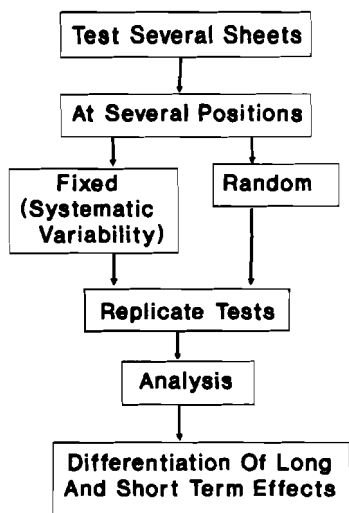 Test Several Sheets
At Several Positions
Fixed
(Systematic
Variability)
Random
Replicate Tests
Analysis
Differentiation Of Long
And Short Term Effects